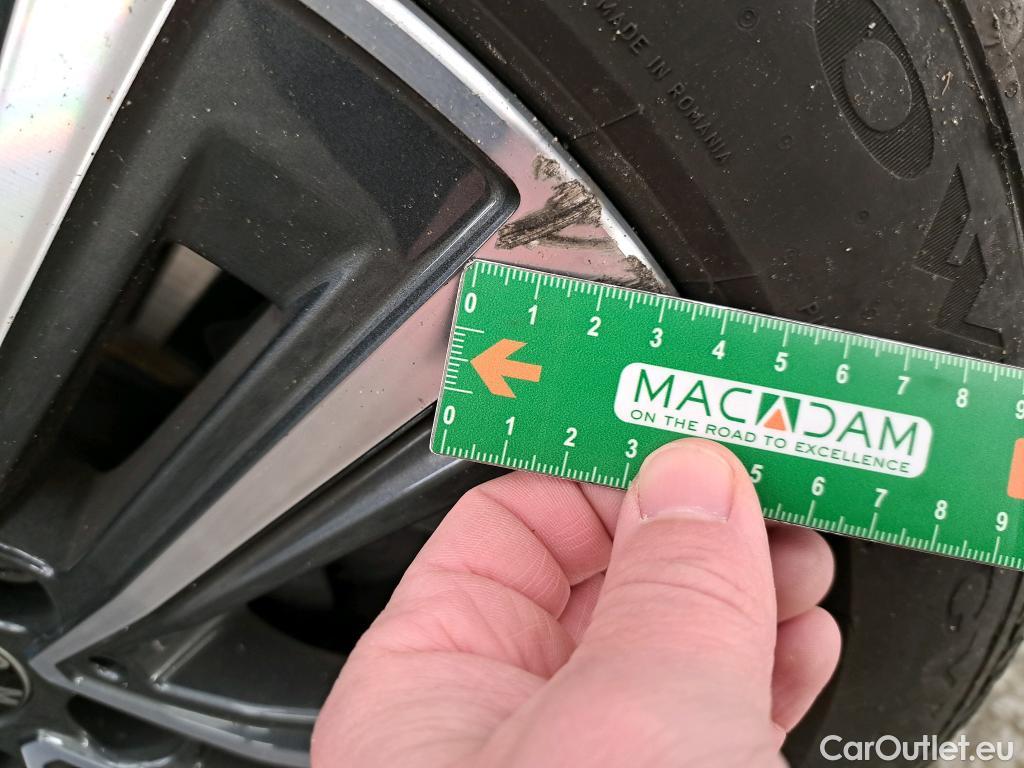 MADE IN ROMANIA
0 1 2 3 4 5 6 7 8 9
MACADAM
ON THE ROAD TO EXCELLENCE
0 1 2 3 5 6 7 8 9
CarOutlet.eu